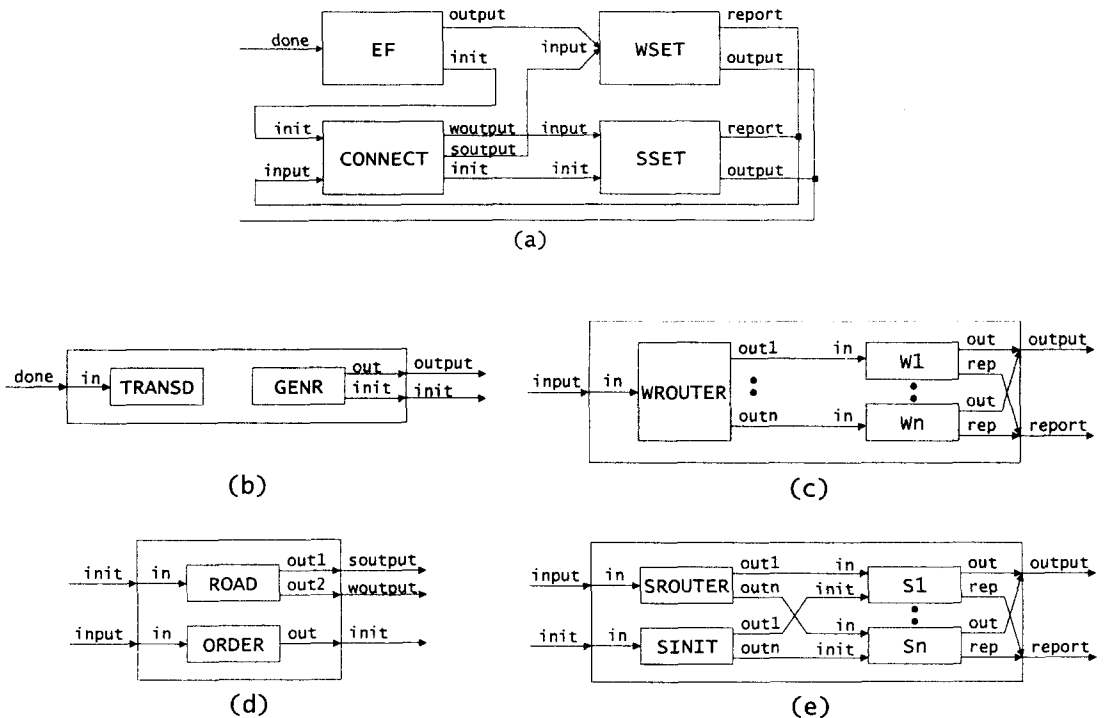 output
report
done
EF
input
WSET
init
output
init
woutput
input
report
CONNECT
soutput
SSET
input
init
init
output
(a)
done
in
TRANSD
GENR
out
output
init
init
(b)
input
in
WROUTER
out1
in
W1
out
output
rep
outn
in
Wn
out
rep
report
(c)
init
in
ROAD
out1
soutput
out2
woutput
input
in
ORDER
out
init
(d)
input
in
SROUTER
out1
in
S1
out
output
outn
init
rep
init
in
SINIT
out1
in
Sn
out
outn
init
rep
report
(e)